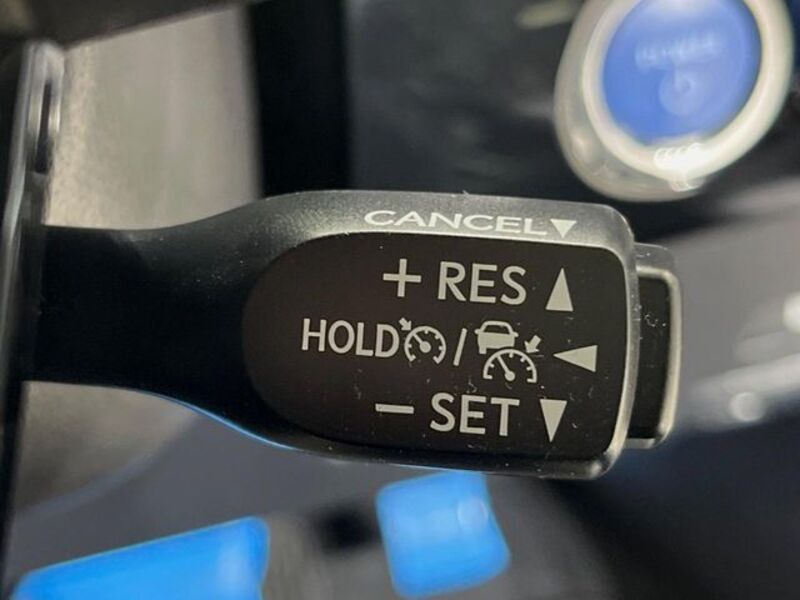 CANCEL▼
+ RES ▲
HOLD / ◀
− SET ▼